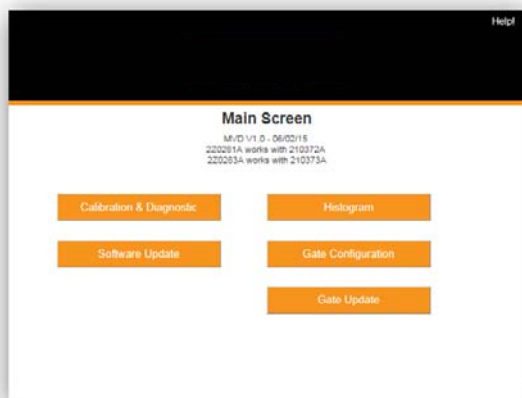 Help!
Main Screen
MVD V1.0 - 06/02/15
2Z0281A works with 210372A
2Z0283A works with 210373A
Calibration & Diagnostic
Histogram
Software Update
Gate Configuration
Gate Update